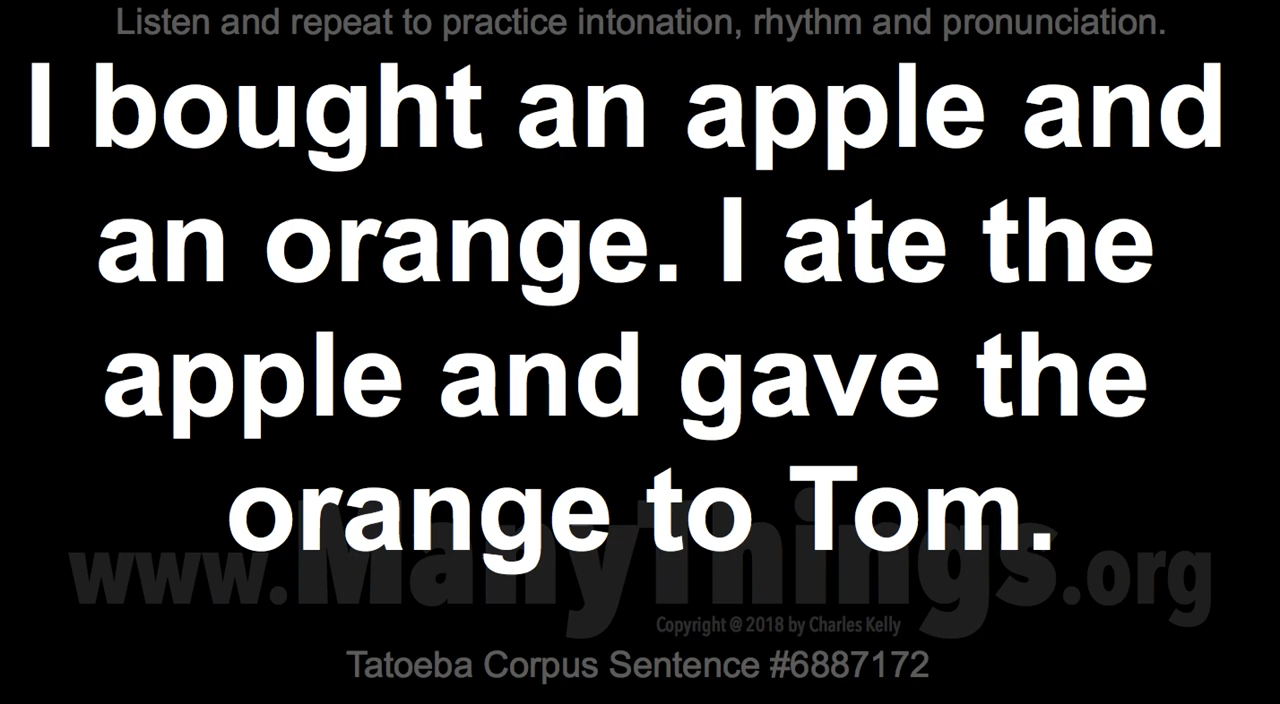 Listen and repeat to practice intonation, rhythm and pronunciation.
I bought an apple and
an orange. I ate the
apple and gave the
orange to Tom.
www.ManyThings.org
Copyright @ 2018 by Charles Kelly
Tatoeba Corpus Sentence #6887172